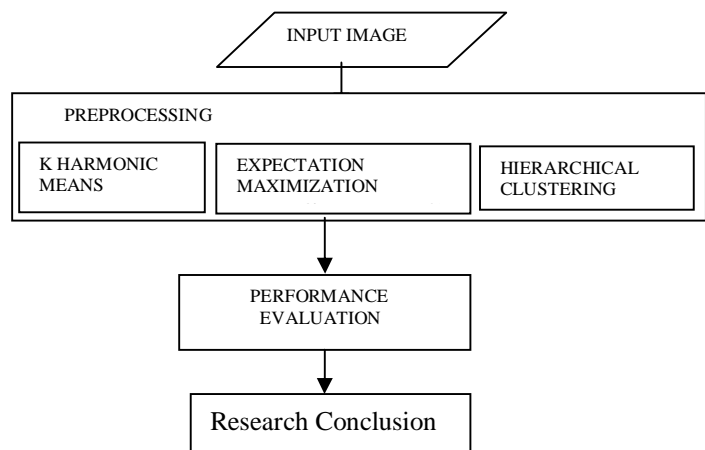 INPUT IMAGE
PREPROCESSING
K HARMONIC
MEANS
EXPECTATION
MAXIMIZATION
HIERARCHICAL
CLUSTERING
PERFORMANCE
EVALUATION
Research Conclusion